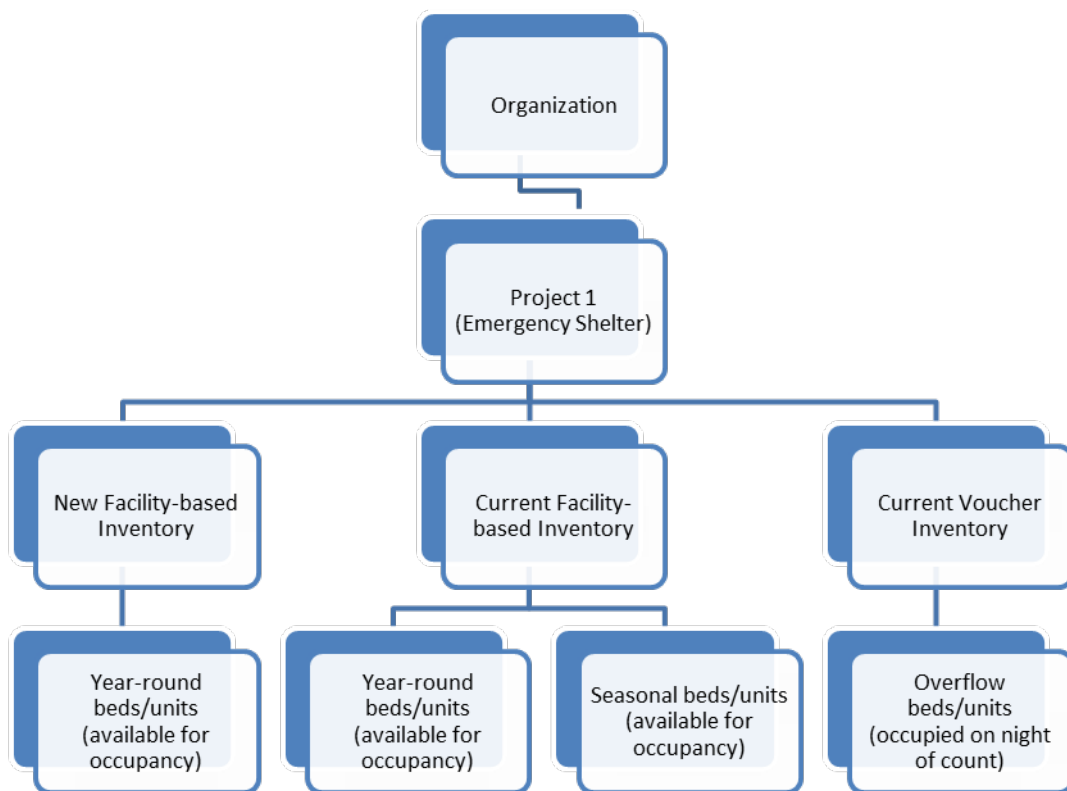 Organization
Project 1
(Emergency Shelter)
New Facility-based
Inventory
Current Facility-
based Inventory
Current Voucher
Inventory
Year-round
beds/units
(available for
occupancy)
Year-round
beds/units
(available for
occupancy)
Seasonal beds/units
(available for
occupancy)
Overflow
beds/units
(occupied on night
of count)